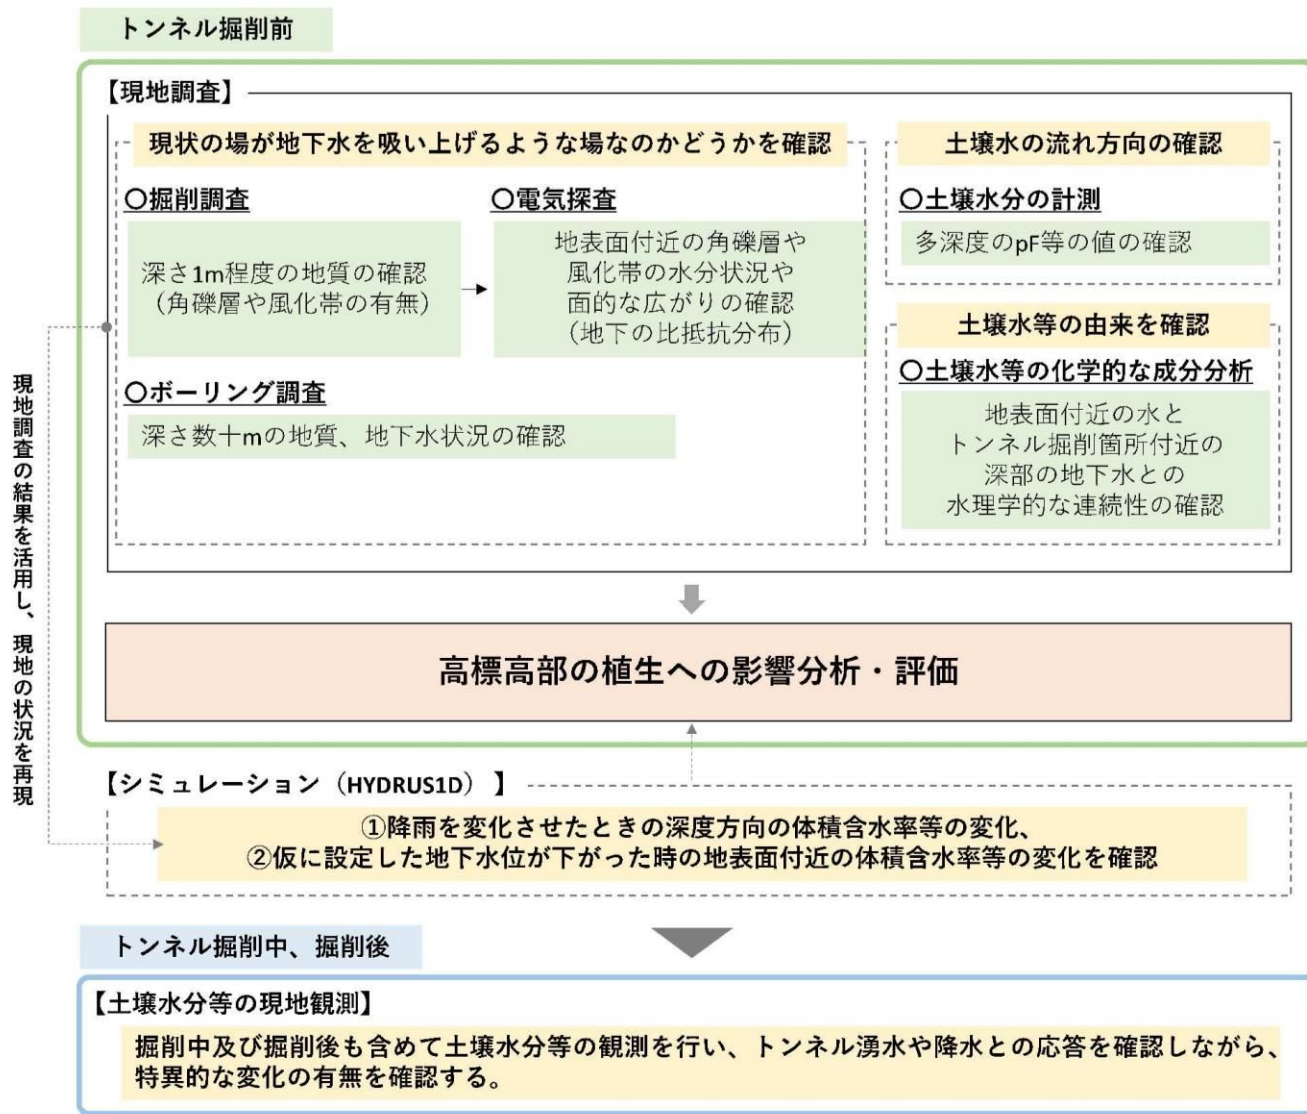 トンネル掘削前
【現地調査】
現状の場が地下水を吸い上げるような場なのかどうかを確認
〇掘削調査
深さ1m程度の地質の確認
（角礫層や風化帯の有無）
〇電気探査
地表面付近の角礫層や
風化帯の水分状況や
面的な広がりの確認
（地下の比抵抗分布）
〇ボーリング調査
深さ数十mの地質、地下水状況の確認
土壌水の流れ方向の確認
〇土壌水分の計測
多深度のpF等の値の確認
土壌水等の由来を確認
〇土壌水等の化学的な成分分析
地表面付近の水と
トンネル掘削箇所付近の
深部の地下水との
水理学的な連続性の確認
現地調査の結果を活用し、現地の状況を再現
高標高部の植生への影響分析・評価
【シミュレーション（HYDRUS1D）】
①降雨を変化させたときの深度方向の体積含水率等の変化、
②仮に設定した地下水位が下がった時の地表面付近の体積含水率等の変化を確認
トンネル掘削中、掘削後
【土壌水分等の現地観測】
掘削中及び掘削後も含めて土壌水分等の観測を行い、トンネル湧水や降水との応答を確認しながら、
特異的な変化の有無を確認する。